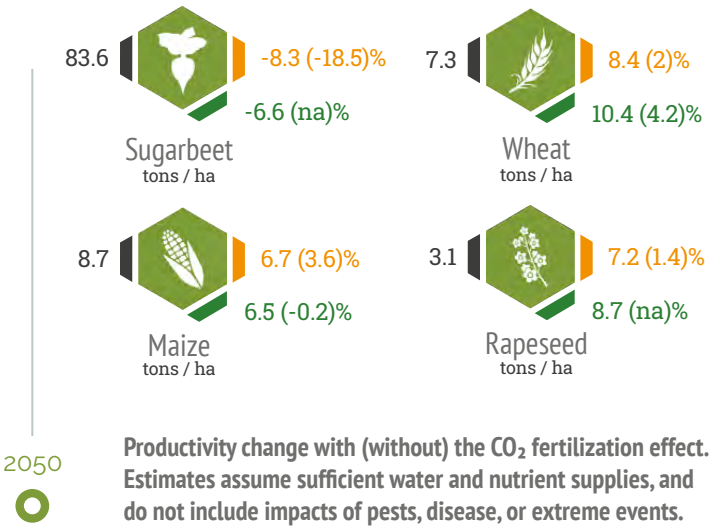 83.6
-8.3 (-18.5)%
-6.6 (na)%
Sugarbeet
tons / ha
7.3
8.4 (2)%
10.4 (4.2)%
Wheat
tons / ha
8.7
6.7 (3.6)%
6.5 (-0.2)%
Maize
tons / ha
3.1
7.2 (1.4)%
8.7 (na)%
Rapeseed
tons / ha
2050
Productivity change with (without) the CO₂ fertilization effect.
Estimates assume sufficient water and nutrient supplies, and
do not include impacts of pests, disease, or extreme events.